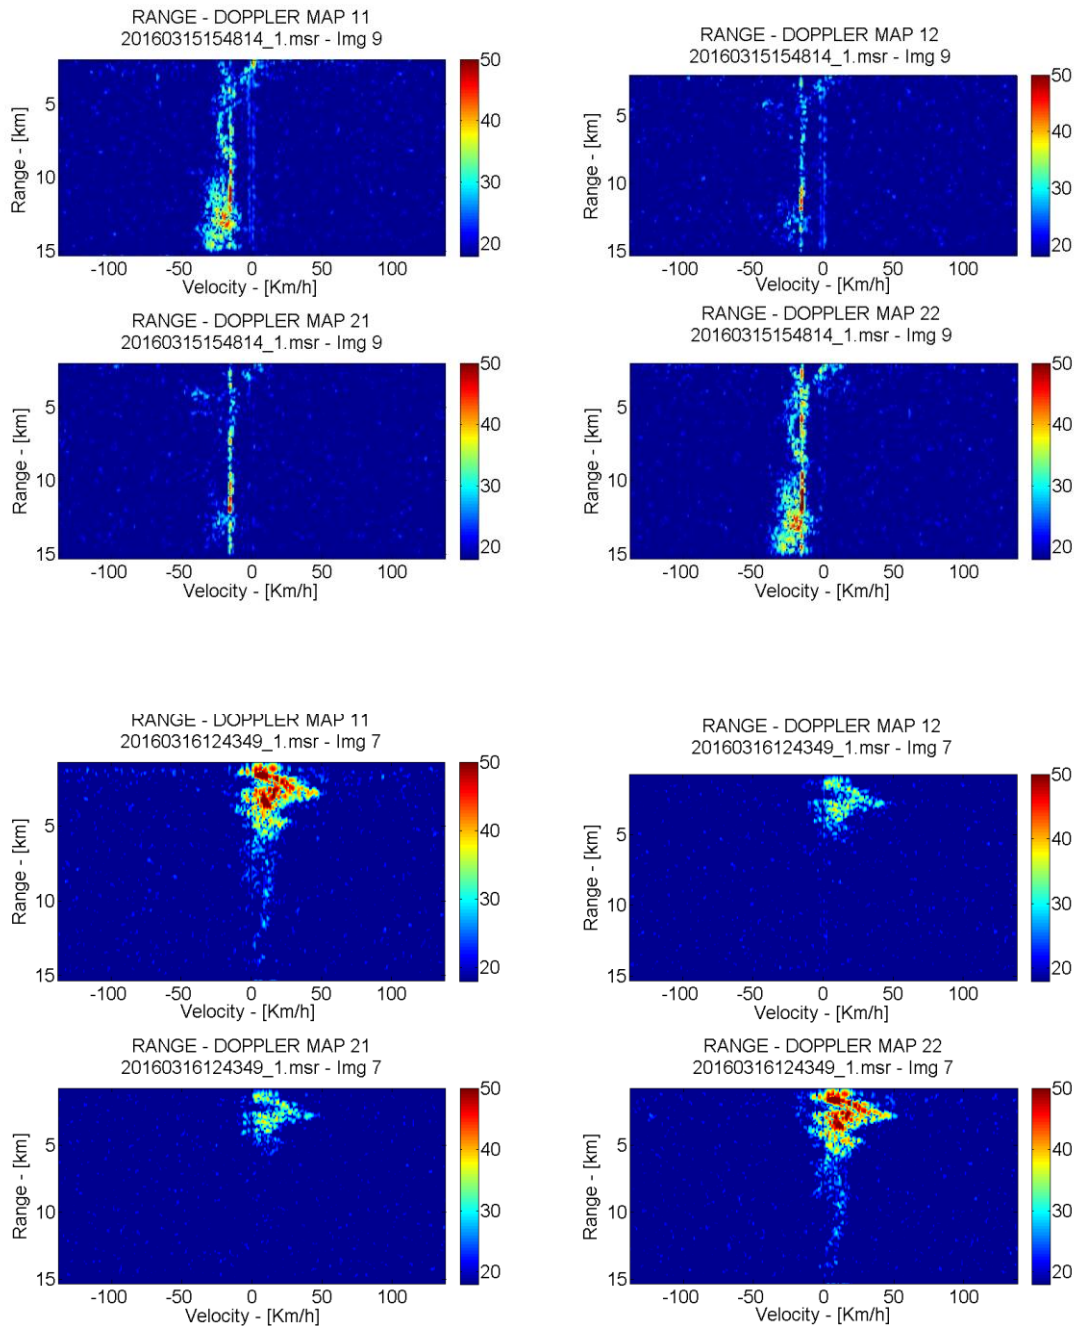 RANGE - DOPPLER MAP 11
20160315154814_1.msr - Img 9
Range - [km]
5
10
15
-100 -50 0 50 100
Velocity - [Km/h]
50
40
30
20
RANGE - DOPPLER MAP 12
20160315154814_1.msr - Img 9
Range - [km]
5
10
15
-100 -50 0 50 100
Velocity - [Km/h]
50
40
30
20
RANGE - DOPPLER MAP 21
20160315154814_1.msr - Img 9
Range - [km]
5
10
15
-100 -50 0 50 100
Velocity - [Km/h]
50
40
30
20
RANGE - DOPPLER MAP 22
20160315154814_1.msr - Img 9
Range - [km]
5
10
15
-100 -50 0 50 100
Velocity - [Km/h]
50
40
30
20
RANGE - DOPPLER MAP 11
20160316124349_1.msr - Img 7
Range - [km]
5
10
15
-100 -50 0 50 100
Velocity - [Km/h]
50
40
30
20
RANGE - DOPPLER MAP 12
20160316124349_1.msr - Img 7
Range - [km]
5
10
15
-100 -50 0 50 100
Velocity - [Km/h]
50
40
30
20
RANGE - DOPPLER MAP 21
20160316124349_1.msr - Img 7
Range - [km]
5
10
15
-100 -50 0 50 100
Velocity - [Km/h]
50
40
30
20
RANGE - DOPPLER MAP 22
20160316124349_1.msr - Img 7
Range - [km]
5
10
15
-100 -50 0 50 100
Velocity - [Km/h]
50
40
30
20